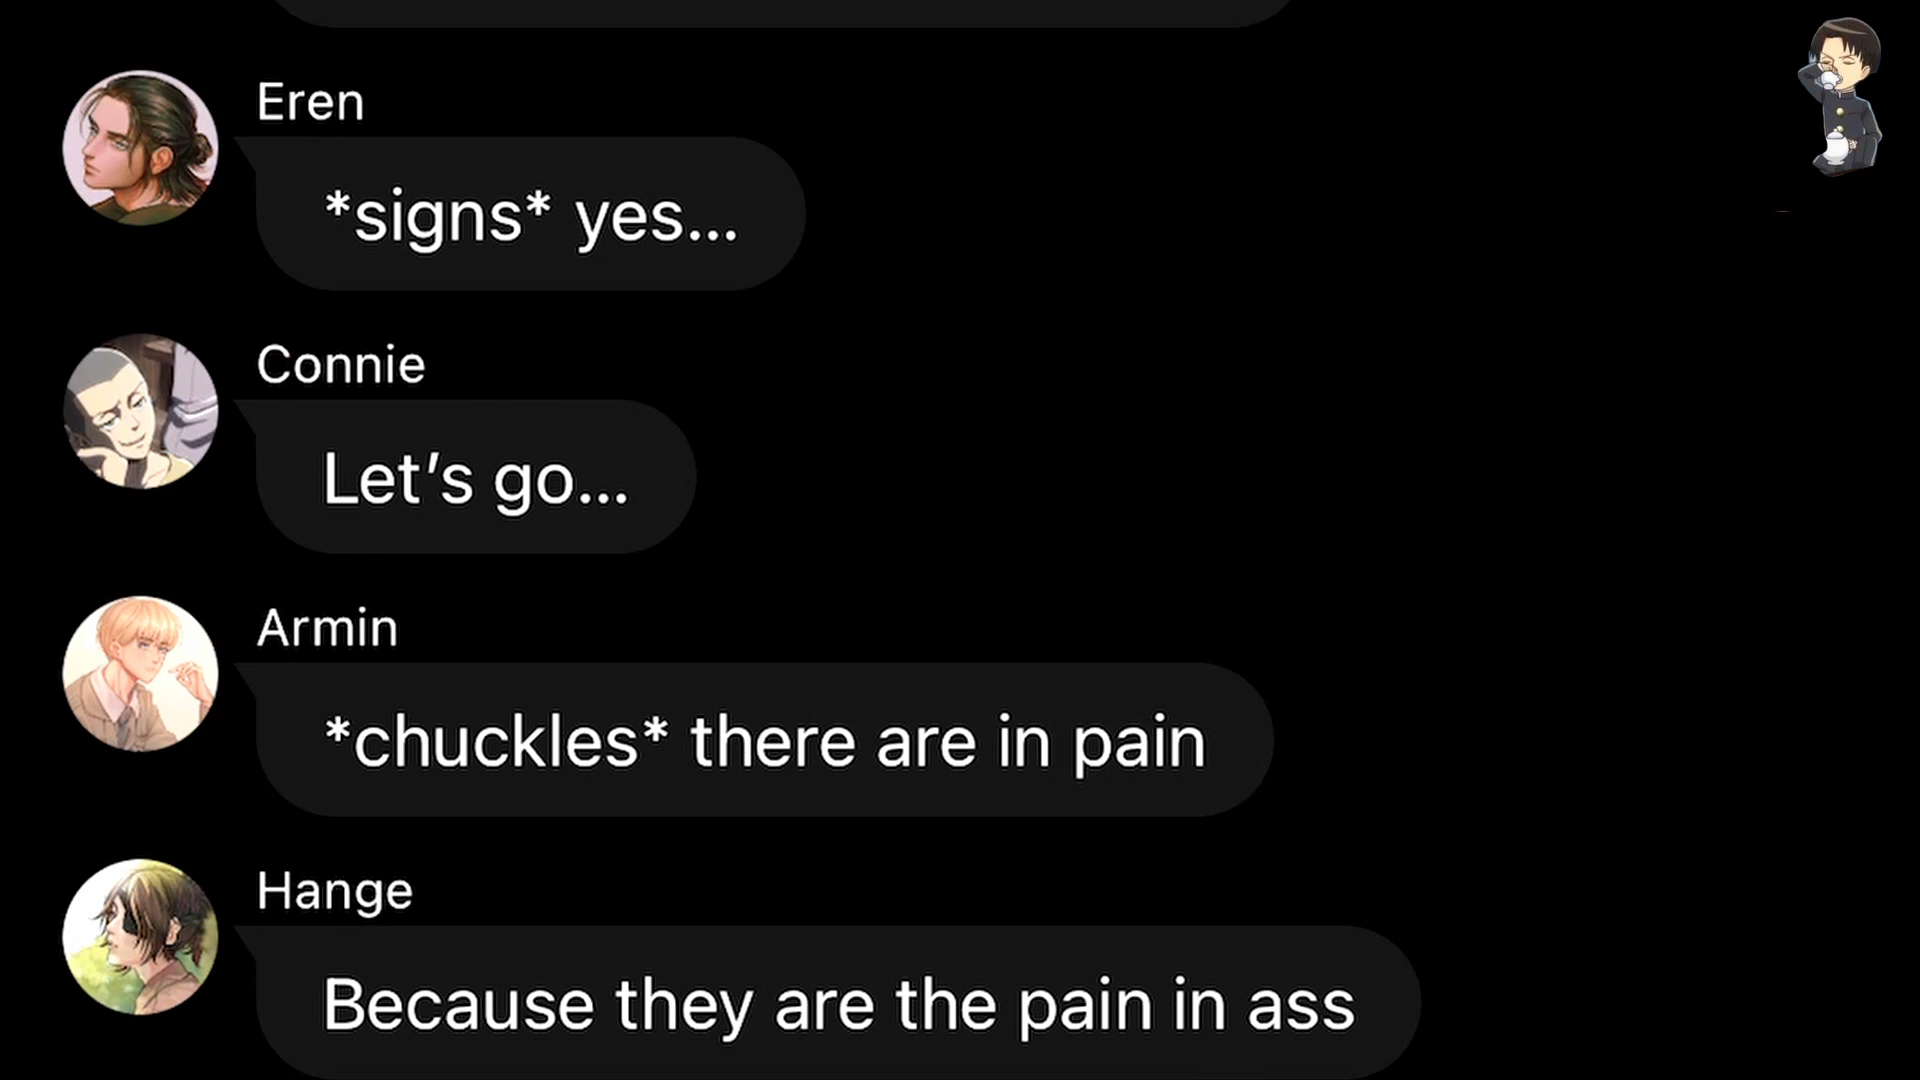 Eren
*signs* yes...
Connie
Let’s go...
Armin
*chuckles* there are in pain
Hange
Because they are the pain in ass